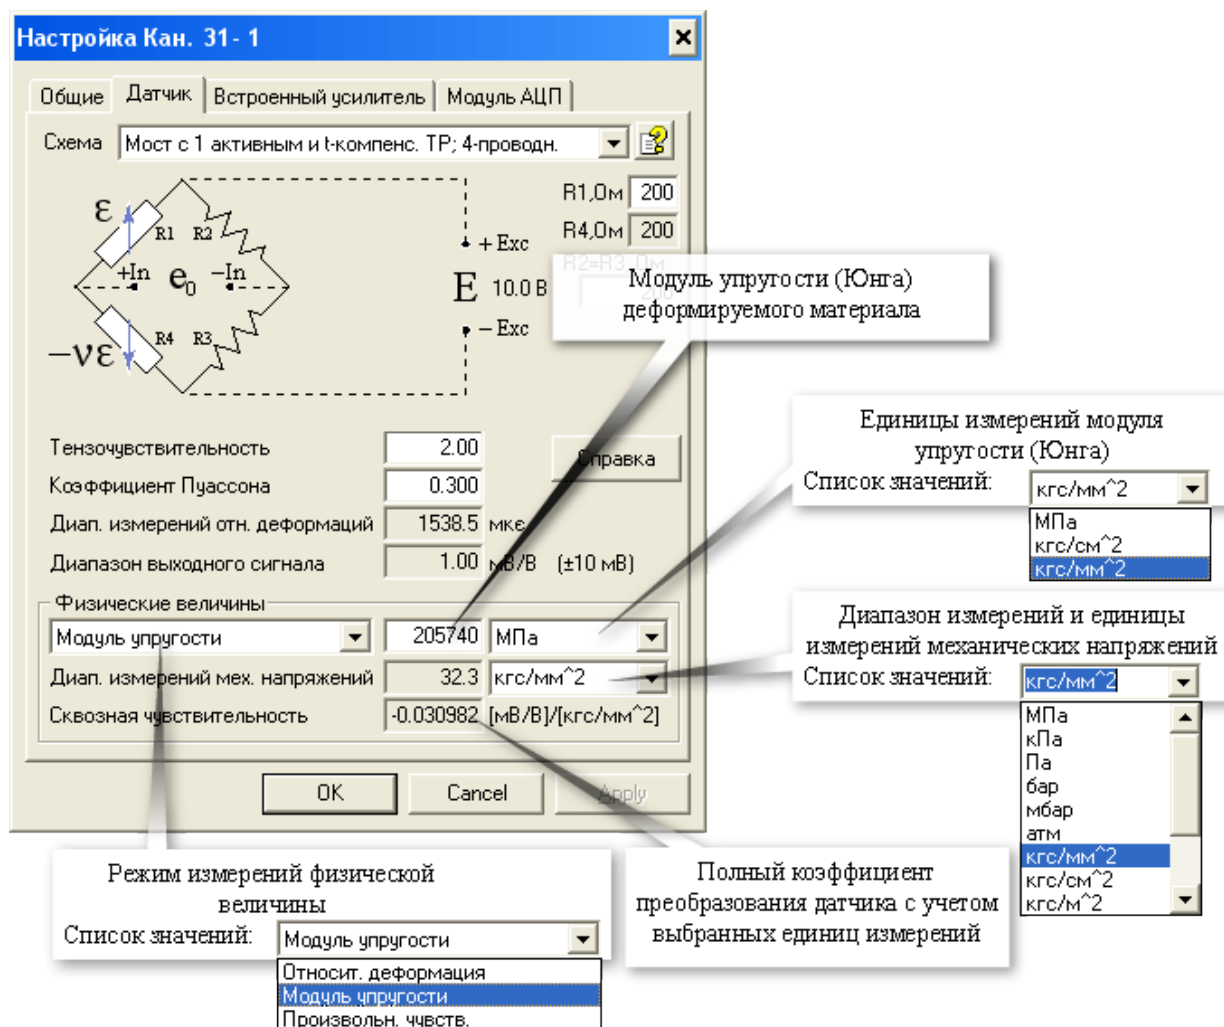 Настройка Кан. 31 - 1
Общие
Датчик
Встроенный усилитель
Модуль АЦП
Схема
Мост с 1 активным и t-компенс. ТР; 4-проводн.
R1,Ом 200
R4,Ом 200
R2=R3, Ом
200
ε
R1
R2
+In
e0
-In
R4
R3
-νε
+ Exc
E 10.0 В
- Exc
Модуль упругости (Юнга)
деформируемого материала
Тензочувствительность 2.00
Справка
Коэффициент Пуассона 0.300
Диап. измерений отн. деформаций 1538.5 мкε
Диапазон выходного сигнала 1.00 мВ/В (±10 мВ)
Физические величины
Модуль упругости 205740 МПа
Диап. измерений мех. напряжений 32.3 кгс/мм^2
Сквозная чувствительность -0.030982 [мВ/В]/[кгс/мм^2]
OK
Cancel
Apply
Единицы измерений модуля
упругости (Юнга)
Список значений: кгс/мм^2
МПа
кгс/см^2
кгс/мм^2
Диапазон измерений и единицы
измерений механических напряжений
Список значений: кгс/мм^2
МПа
кПа
Па
бар
мбар
атм
кгс/мм^2
кгс/см^2
кгс/м^2
Режим измерений физической
величины
Список значений: Модуль упругости
Относит. деформация
Модуль упругости
Произвольн. чувств.
Полный коэффициент
преобразования датчика с учетом
выбранных единиц измерений